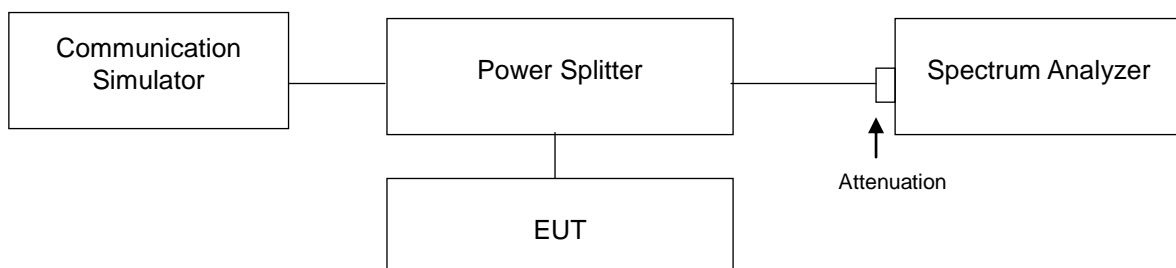 Communication
Simulator
Power Splitter
Spectrum Analyzer
Attenuation
EUT